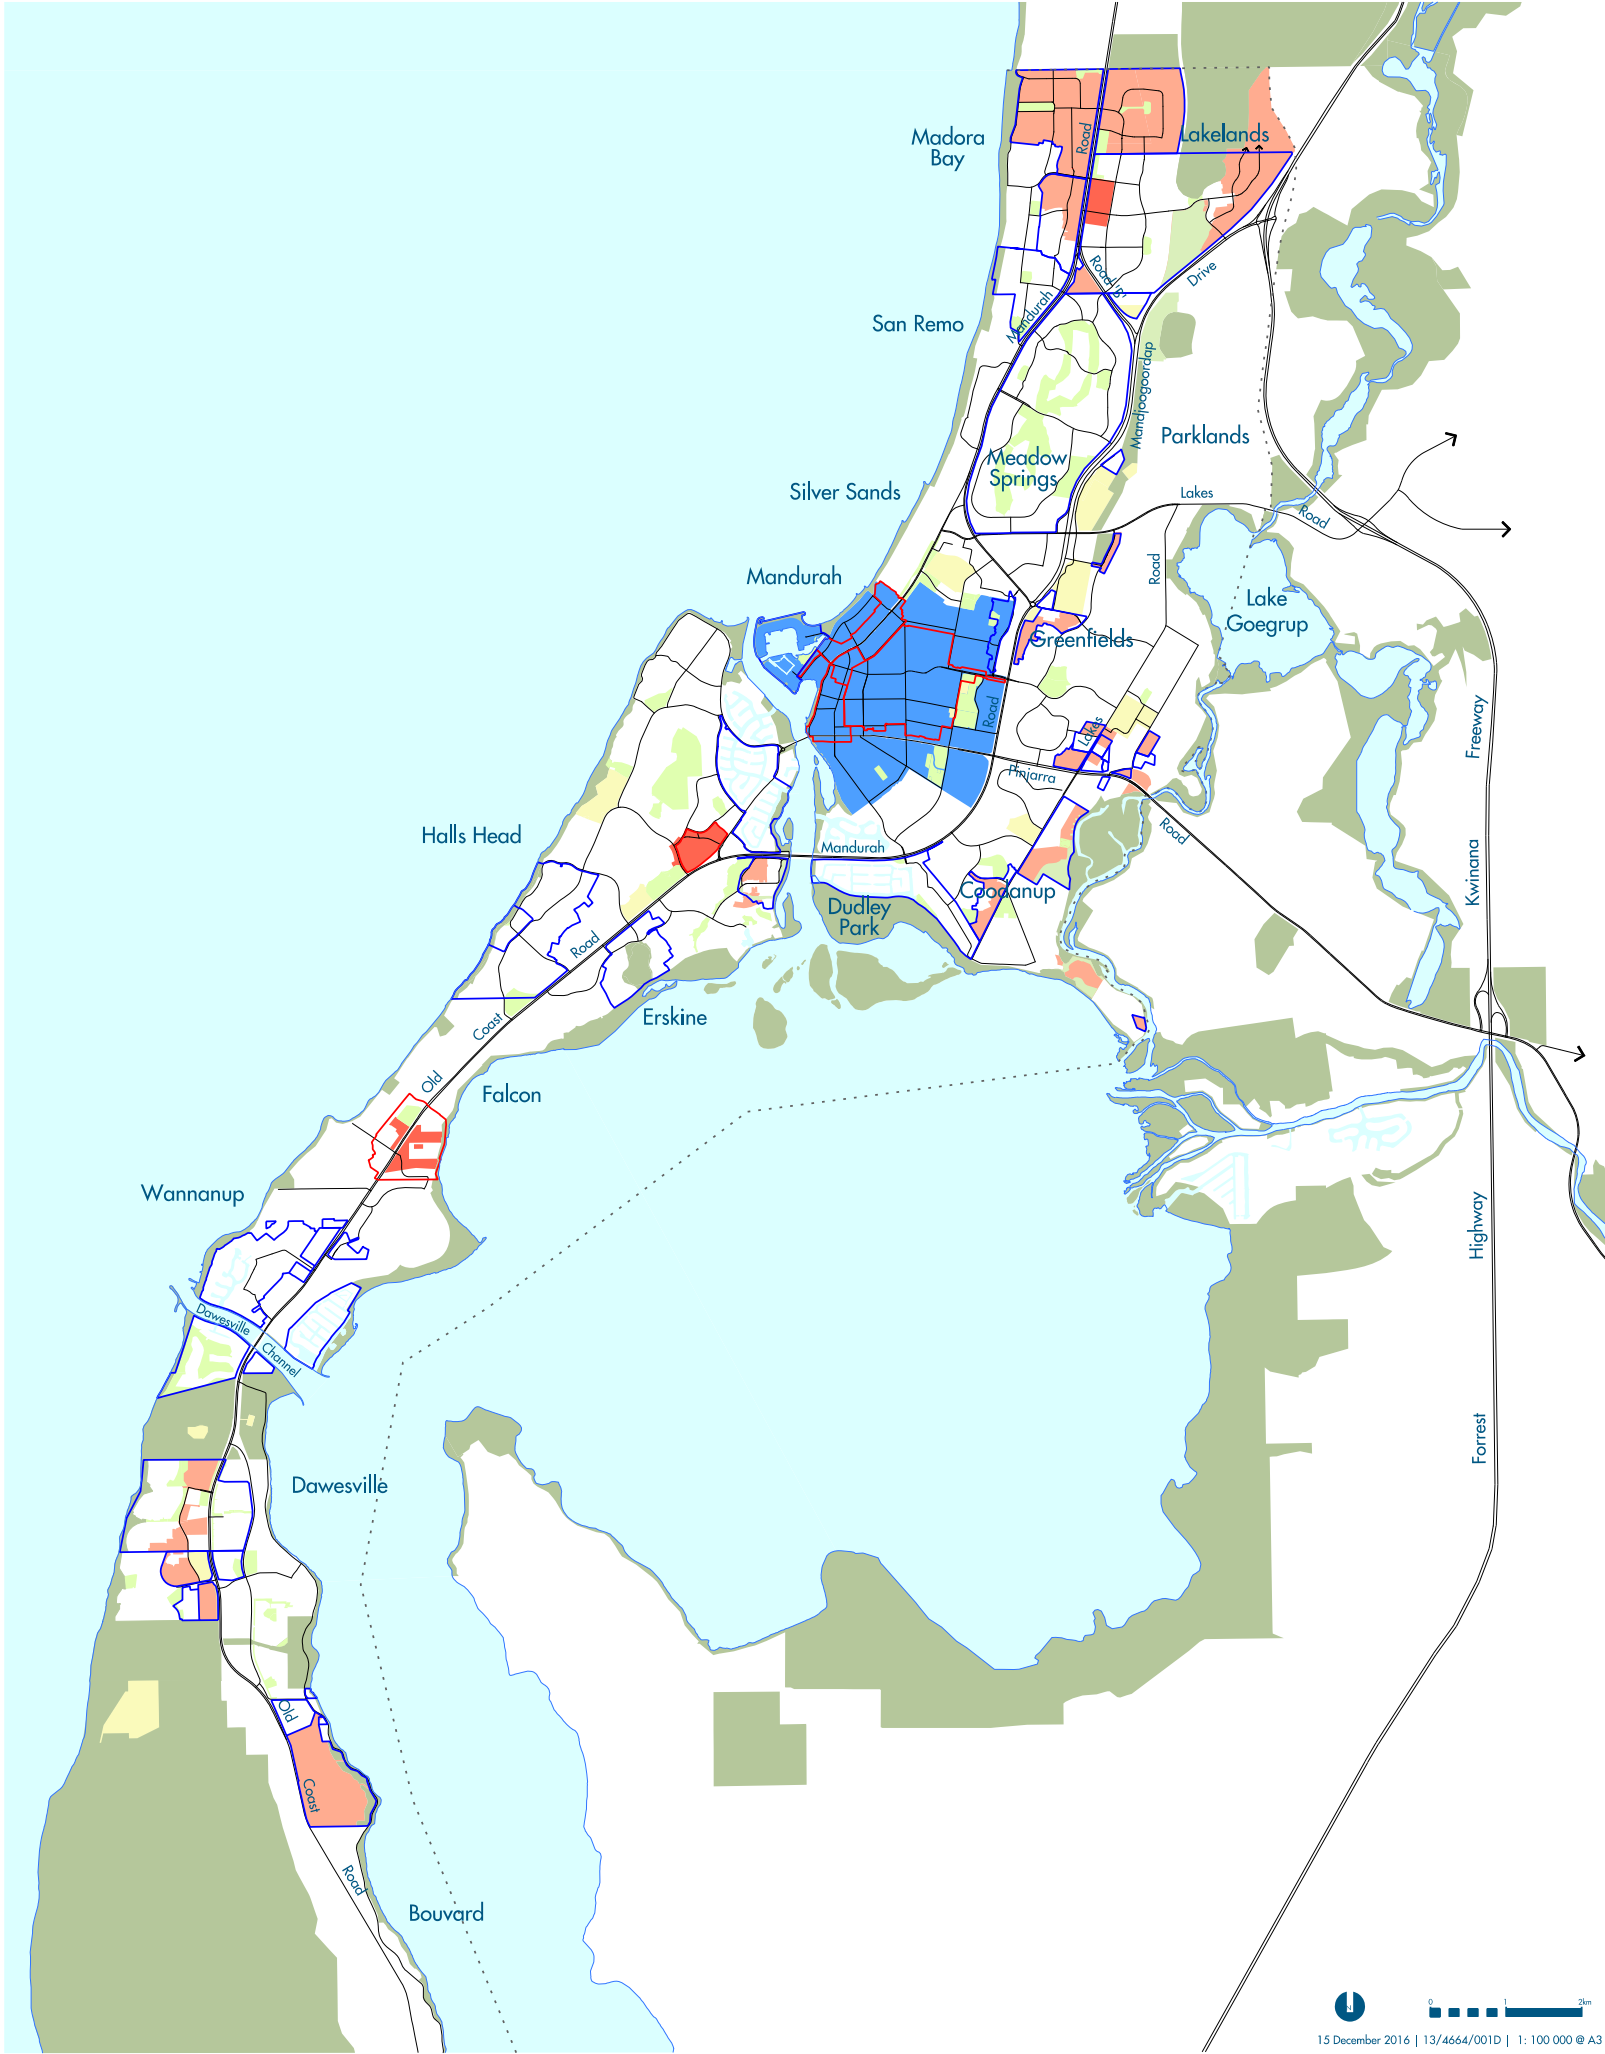 Madora
Bay
Road
Lakelands
Road 'B'
Drive
Mandurah
San Remo
Mandjoogoordap
Parklands
Meadow
Springs
Silver Sands
Lakes
Road
Road
Mandurah
Lake
Goegrup
Greenfields
Road
Lakes
Freeway
Pinjarra
Road
Halls Head
Mandurah
Kwinana
Coodanup
Dudley
Park
Road
Erskine
Coast
Old
Falcon
Wannanup
Highway
Dawesville
Channel
Forrest
Dawesville
Old
Coast
Road
Bouvard
N
0 1 2km
15 December 2016 | 13/4664/001D | 1: 100 000 @ A3